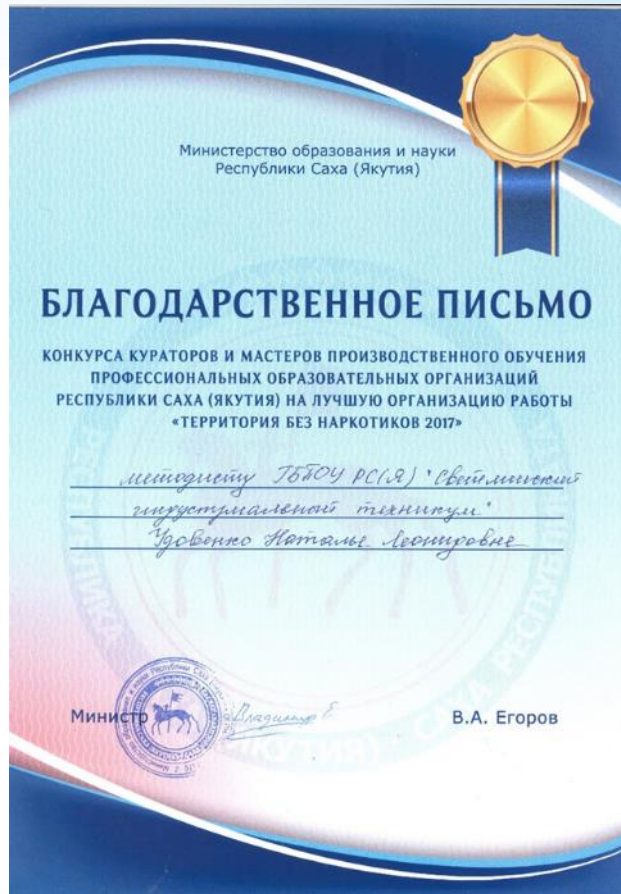 Министерство образования и науки
Республики Саха (Якутия)
БЛАГОДАРСТВЕННОЕ ПИСЬМО
КОНКУРСА КУРАТОРОВ И МАСТЕРОВ ПРОИЗВОДСТВЕННОГО ОБУЧЕНИЯ
ПРОФЕССИОНАЛЬНЫХ ОБРАЗОВАТЕЛЬНЫХ ОРГАНИЗАЦИЙ
РЕСПУБЛИКИ САХА (ЯКУТИЯ) НА ЛУЧШУЮ ОРГАНИЗАЦИЮ РАБОТЫ
«ТЕРРИТОРИЯ БЕЗ НАРКОТИКОВ 2017»
методисту ГБПОУ РС(Я) "Светлинский
индустриальный техникум"
Удовенко Наталье Леонидовне
Министр
В.А. Егоров